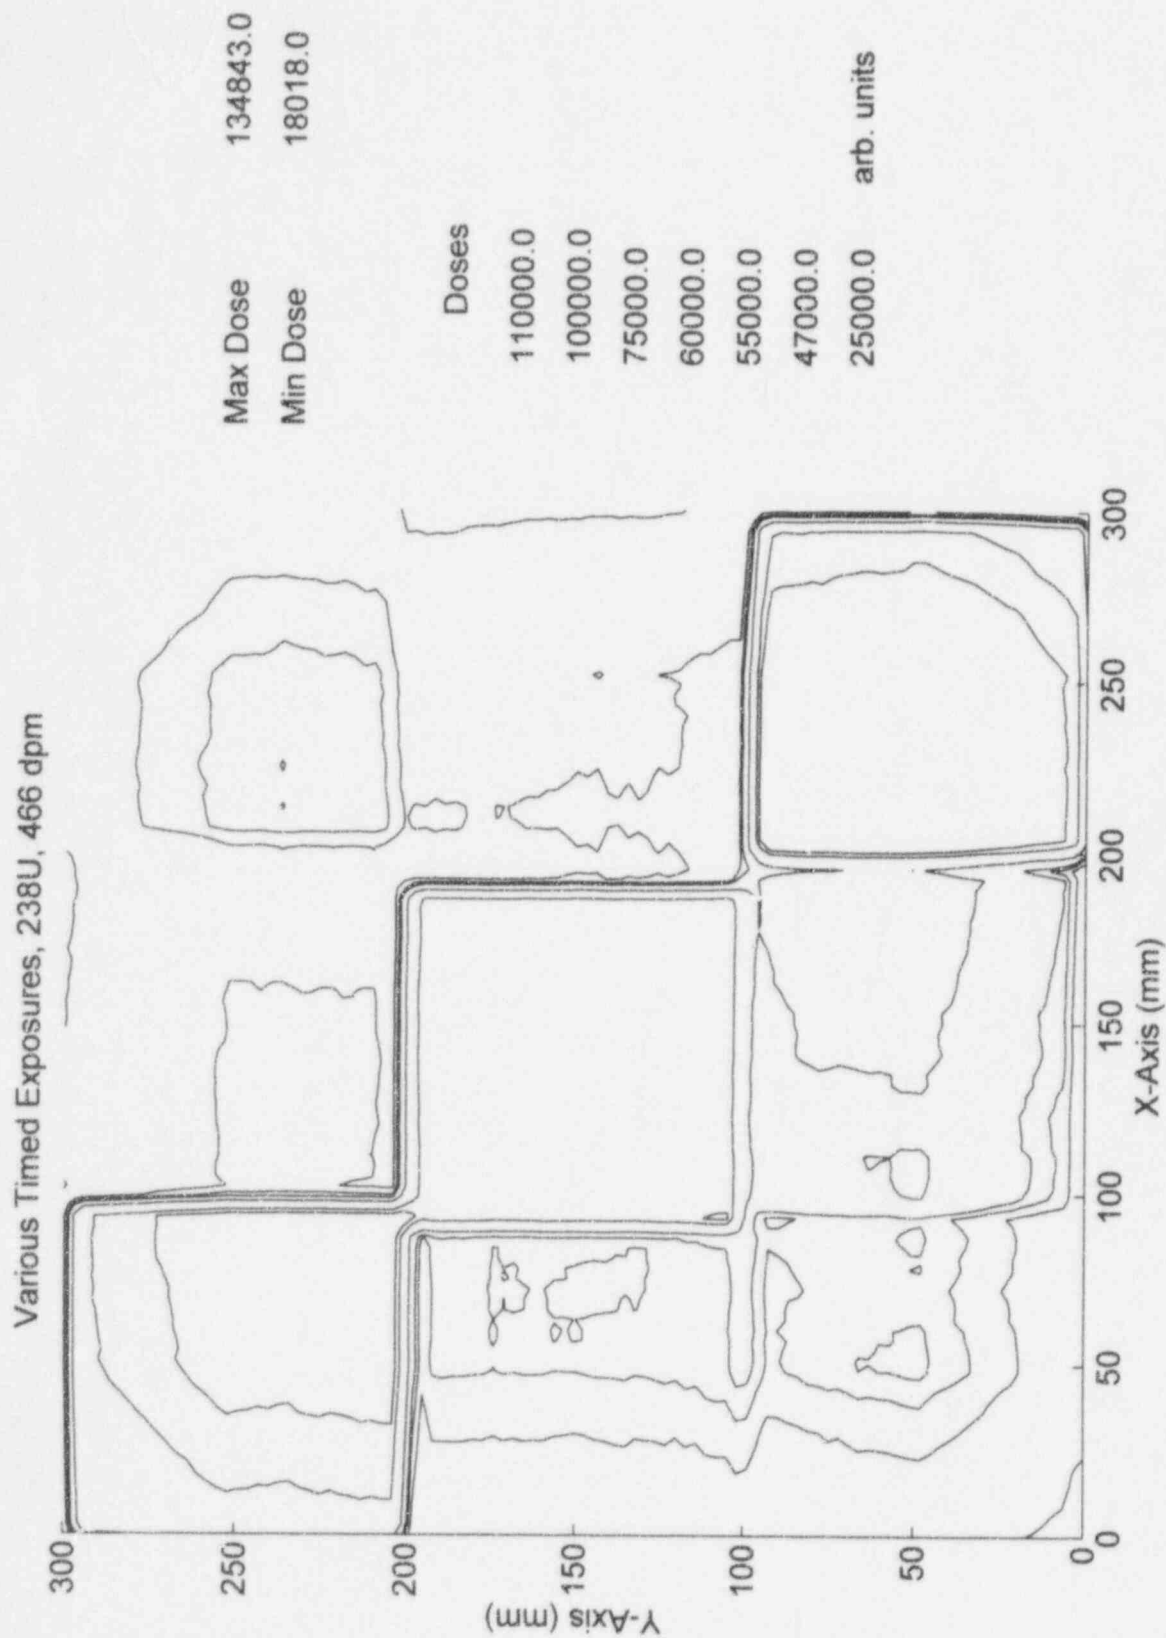 Various Timed Exposures, 238U, 466 dpm
Max Dose 134843.0
Min Dose 18018.0
Doses
110000.0
100000.0
75000.0
60000.0
55000.0
47000.0
25000.0 arb. units
300
250
200
150
100
50
0
Y-Axis (mm)
0 50 100 150 200 250 300
X-Axis (mm)